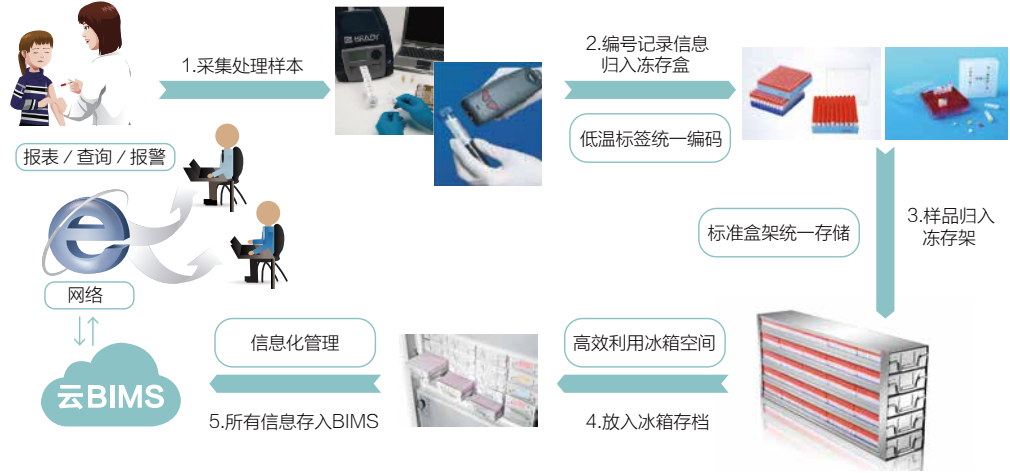 1.采集处理样本
BRADY
2.编号记录信息
归入冻存盒
低温标签统一编码
3.样品归入
冻存架
标准盒架统一存储
4.放入冰箱存档
高效利用冰箱空间
5.所有信息存入BIMS
信息化管理
云BIMS
网络
报表/查询/报警